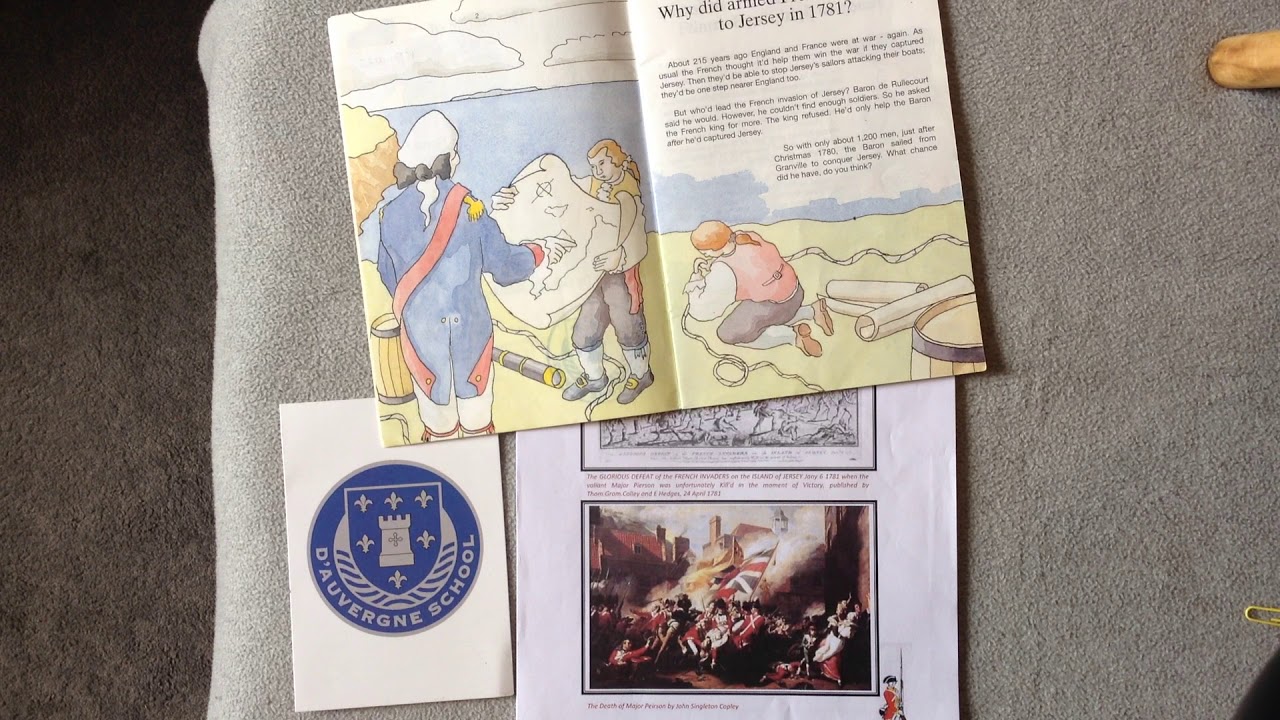 2
Why did armed
to Jersey in 1781?
About 215 years ago England and France were at war - again. As
usual the French thought it'd help them win the war if they captured
Jersey. Then they'd be able to stop Jersey's sailors attacking their boats;
they'd be one step nearer England too.
But who'd lead the French invasion of Jersey? Baron de Rullecourt
said he would. However, he couldn't find enough soldiers. So he asked
the French king for more. The king refused. He'd only help the Baron
after he'd captured Jersey.
So with only about 1,200 men, just after
Christmas 1780, the Baron sailed from
Granville to conquer Jersey. What chance
did he have, do you think?
The GLORIOUS DEFEAT of the FRENCH INVADERS on the ISLAND of JERSEY Jany 6 1781 when the
valiant Major Pierson was unfortunately Kill'd in the moment of Victory, published by
Thom.Gram.Colley and E Hedges, 24 April 1781
D'AUVERGNE SCHOOL
The Death of Major Peirson by John Singleton Copley